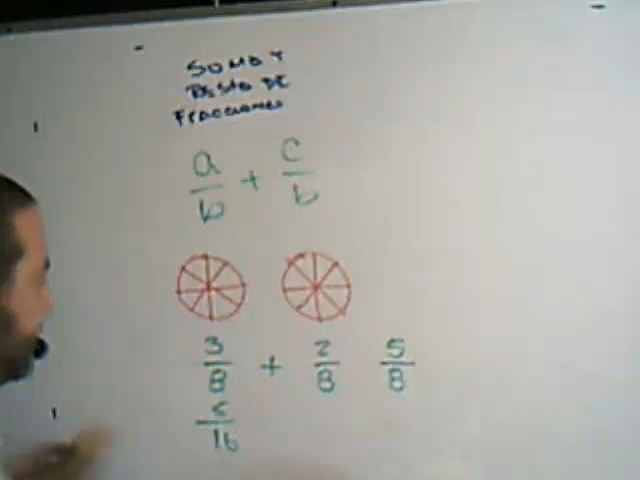 SUMA Y
RESTA DE
FRACCIONES
a/b + c/b
3/8 + 2/8 5/8
5/16